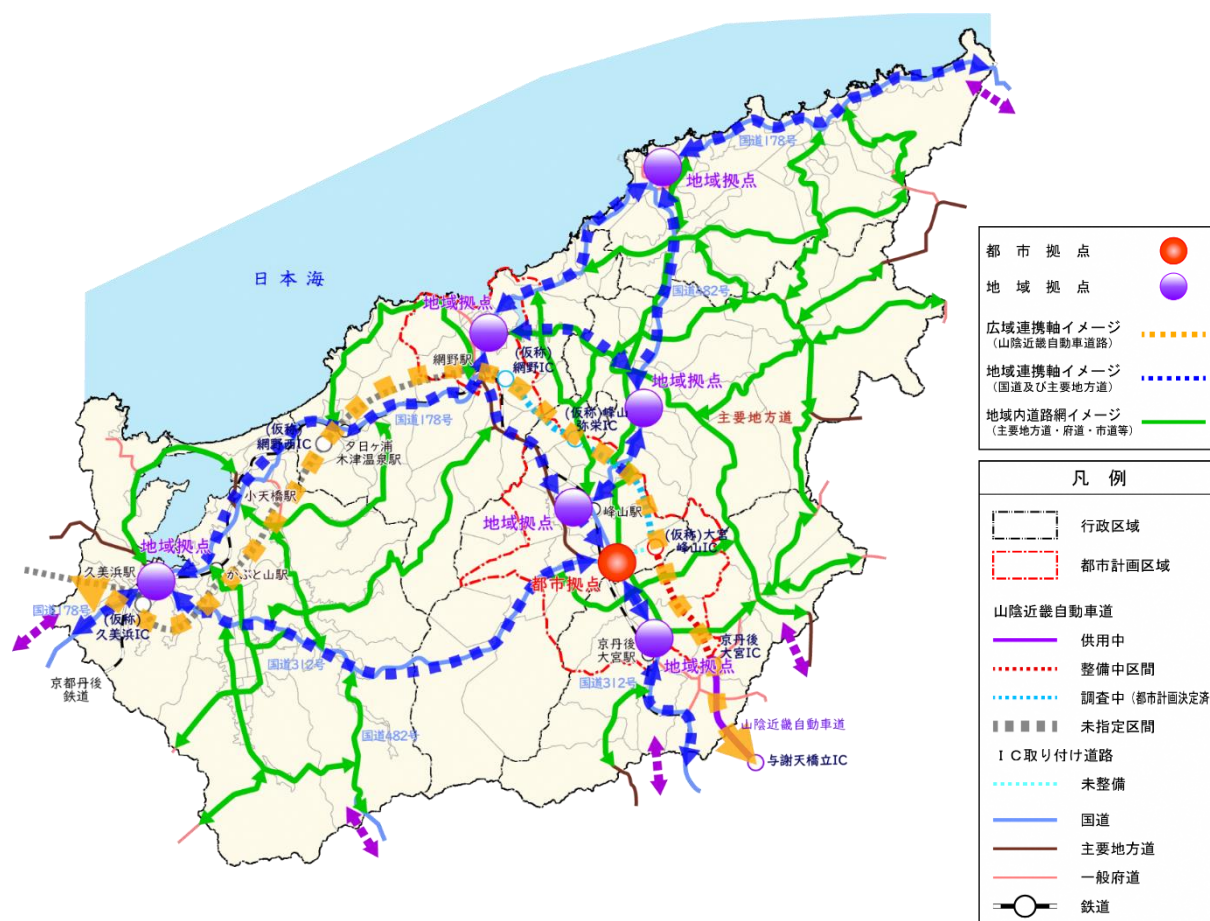 国道178号
地域拠点
日本海
国道482号
地域拠点
(仮称)
網野IC
網野駅
地域拠点
(仮称)峰山
弥栄IC
主要地方道
国道178号
(仮称)
網野西IC
夕日ヶ浦
木津温泉駅
小天橋駅
地域拠点
峰山駅
(仮称)大宮
峰山IC
地域拠点
久美浜駅
かぶと山駅
都市拠点
国道178号
(仮称)
久美浜IC
京丹後
大宮駅
京丹後
大宮IC
地域拠点
国道312号
国道312号
京都丹後
鉄道
国道482号
山陰近畿自動車道
与謝天橋立IC
都市拠点
地域拠点
広域連携軸イメージ
(山陰近畿自動車道路)
地域連携軸イメージ
(国道及び主要地方道)
地域内道路網イメージ
(主要地方道・府道・市道等)
凡例
行政区域
都市計画区域
山陰近畿自動車道
供用中
整備中区間
調査中(都市計画決定済
未指定区間
IC取り付け道路
未整備
国道
主要地方道
一般府道
鉄道